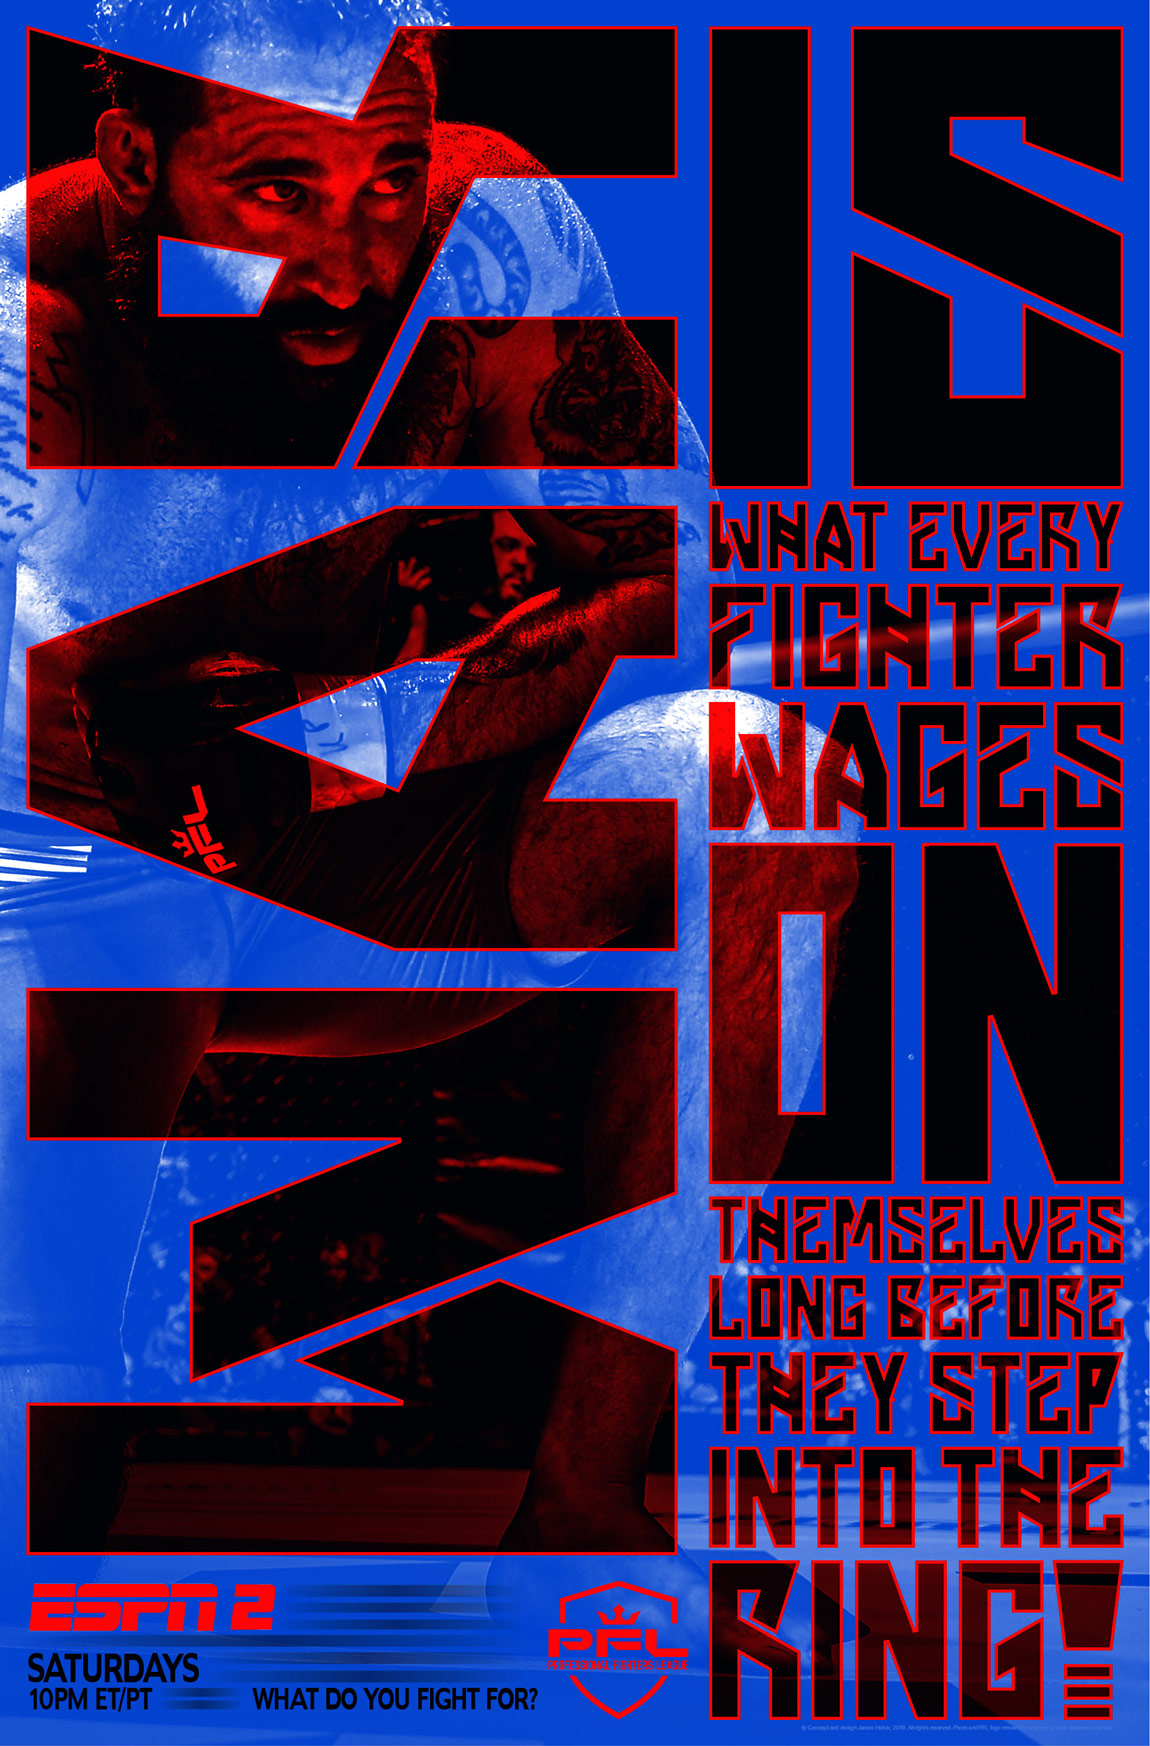 WAR
IS
WHAT EVERY
FIGHTER
WAGES
ON
THEMSELVES
LONG BEFORE
THEY STEP
INTO THE
RING!
PFL
ESPN 2
SATURDAYS
10PM ET/PT
WHAT DO YOU FIGHT FOR?
PFL
PROFESSIONAL FIGHTERS LEAGUE